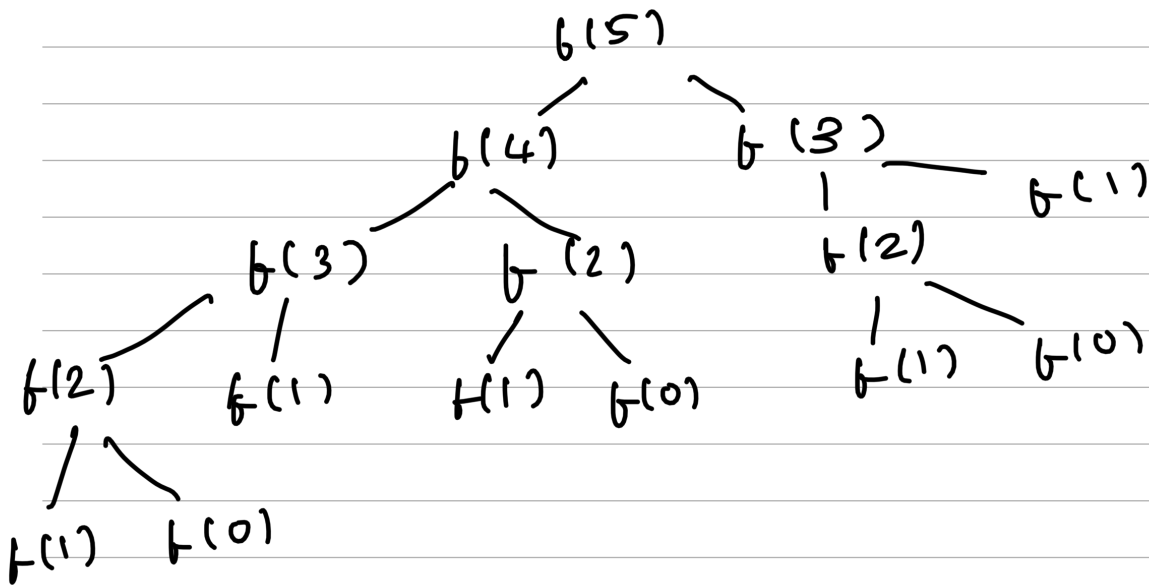 f(5)
f(4) f(3)
f(1)
f(3) f(2) f(2)
f(2) f(1) f(1) f(0) f(1) f(0)
f(1) f(0)